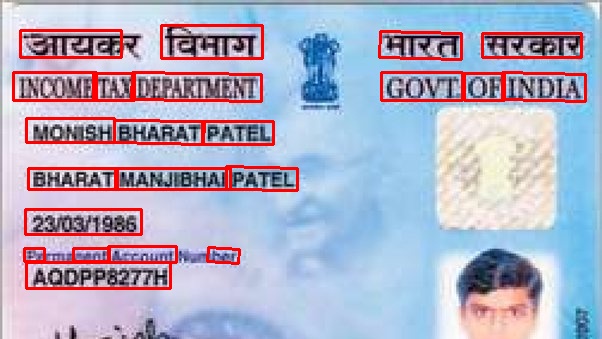 आयकर विभाग भारत सरकार
INCOME TAX DEPARTMENT GOVT. OF INDIA
MONISH BHARAT PATEL
BHARAT MANJIBHAI PATEL
23/03/1986
Permanent Account Number
AQDPP8277H